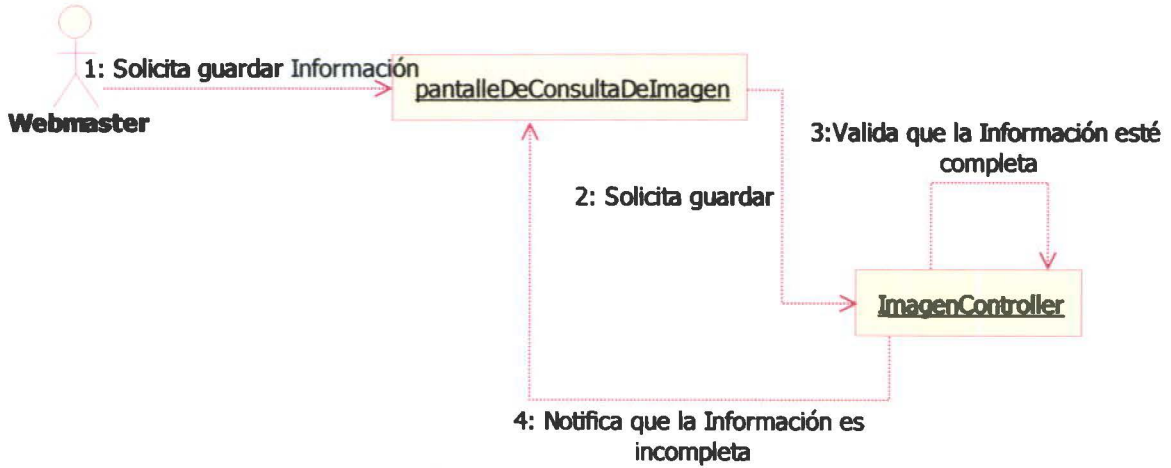 1: Solicita guardar Información
pantalleDeConsultaDeImagen
Webmaster
3:Valida que la Información esté
completa
2: Solicita guardar
ImagenController
4: Notifica que la Información es
incompleta